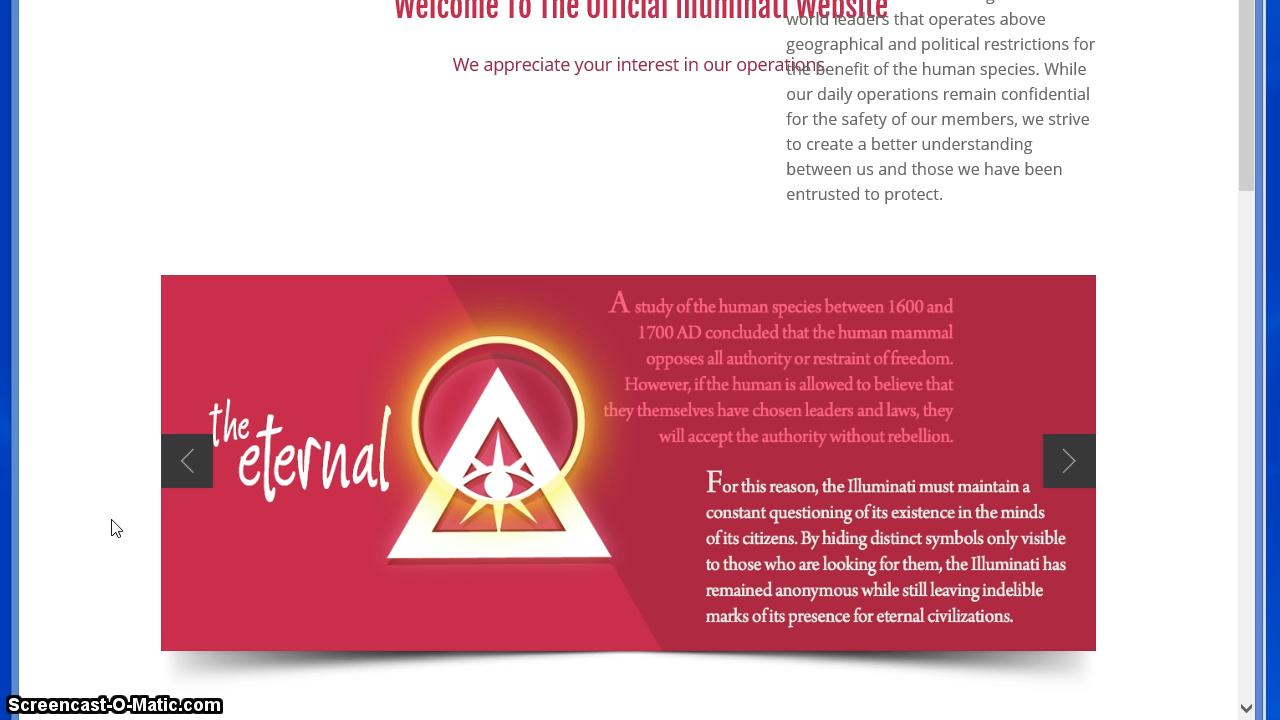 Welcome To The Official Illuminati Website
We appreciate your interest in our operations.
world leaders that operates above
geographical and political restrictions for
the benefit of the human species. While
our daily operations remain confidential
for the safety of our members, we strive
to create a better understanding
between us and those we have been
entrusted to protect.
the
eternal
A study of the human species between 1600 and
1700 AD concluded that the human mammal
opposes all authority or restraint of freedom.
However, if the human is allowed to believe that
they themselves have chosen leaders and laws, they
will accept the authority without rebellion.
For this reason, the Illuminati must maintain a
constant questioning of its existence in the minds
of its citizens. By hiding distinct symbols only visible
to those who are looking for them, the Illuminati has
remained anonymous while still leaving indelible
marks of its presence for eternal civilizations.
Screencast-O-Matic.com